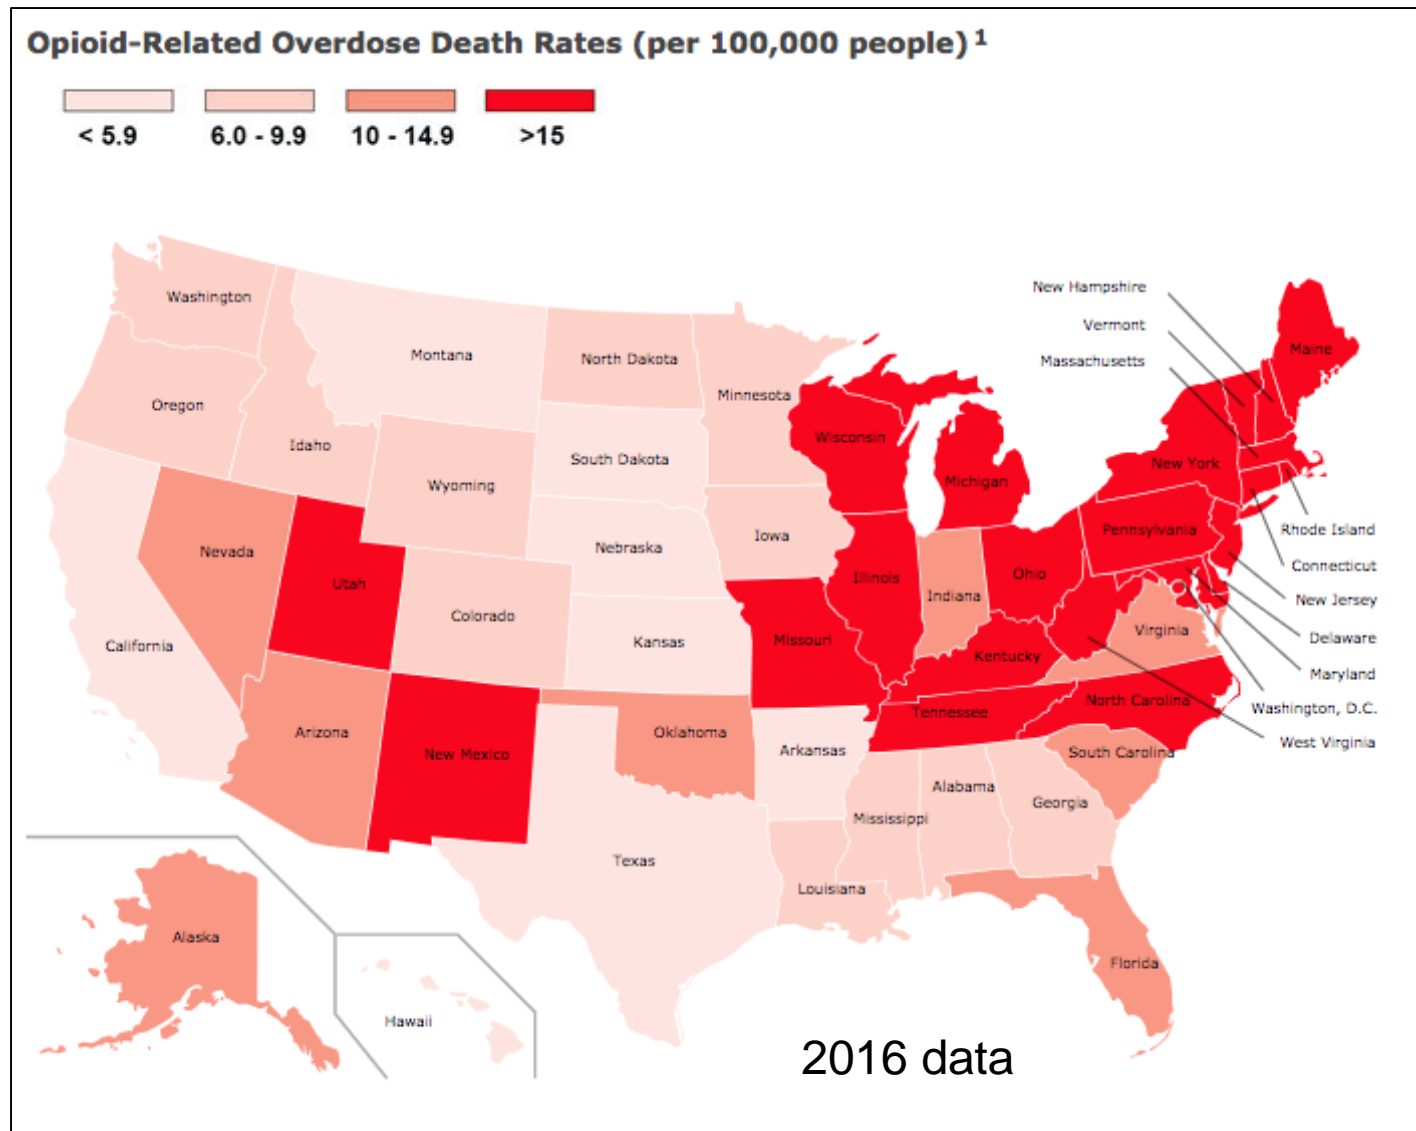 Opioid-Related Overdose Death Rates (per 100,000 people) 1
< 5.9 6.0 - 9.9 10 - 14.9 >15
New Hampshire
Washington
Vermont
Maine
Montana
North Dakota
Massachusetts
Minnesota
Oregon
Wisconsin
Idaho
South Dakota
New York
Wyoming
Michigan
Pennsylvania
Rhode Island
Iowa
Nebraska
Nevada
Connecticut
Ohio
Illinois
Utah
Indiana
New Jersey
Colorado
Virginia
Delaware
Missouri
Kansas
California
Kentucky
Maryland
North Carolina
Washington, D.C.
Tennessee
Oklahoma
Arizona
West Virginia
Arkansas
South Carolina
New Mexico
Alabama
Georgia
Mississippi
Texas
Louisiana
Alaska
Florida
Hawaii
2016 data